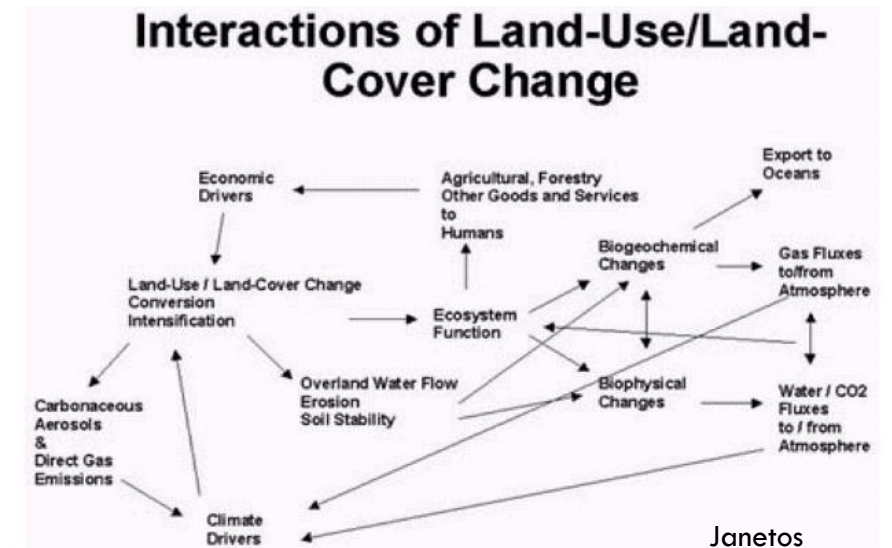 Interactions of Land-Use/Land-
Cover Change
Export to
Oceans
Economic
Drivers
Agricultural, Forestry
Other Goods and Services
to
Humans
Biogeochemical
Changes
Gas Fluxes
to/from
Atmosphere
Land-Use / Land-Cover Change
Conversion
Intensification
Ecosystem
Function
Overland Water Flow
Erosion
Soil Stability
Biophysical
Changes
Water / CO2
Fluxes
to / from
Atmosphere
Carbonaceous
Aerosols
&
Direct Gas
Emissions
Climate
Drivers
Janetos